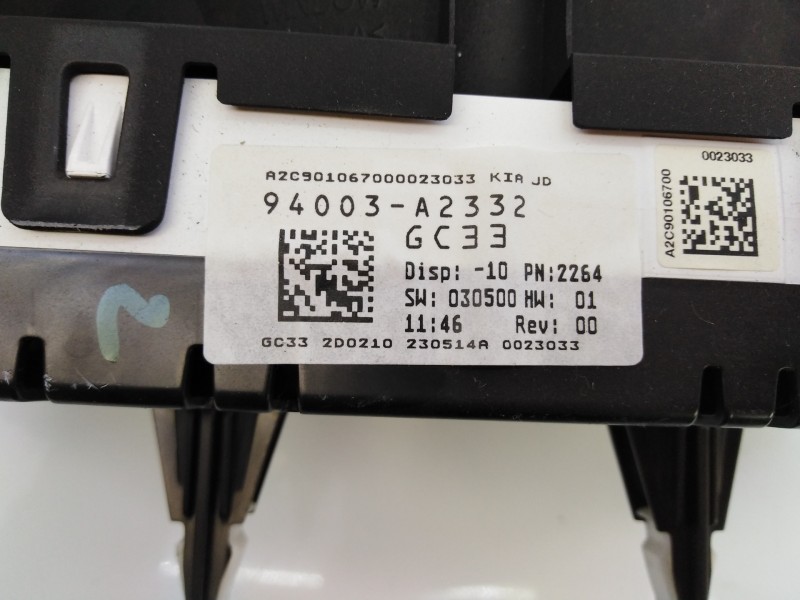 A2C901067000023033 KIA JD
94003-A2332
GC33
Disp: -10 PN:2264
SW: 030500 HW: 01
11:46 Rev: 00
GC33 2D0210 230514A 0023033
0023033
A2C90106700
2